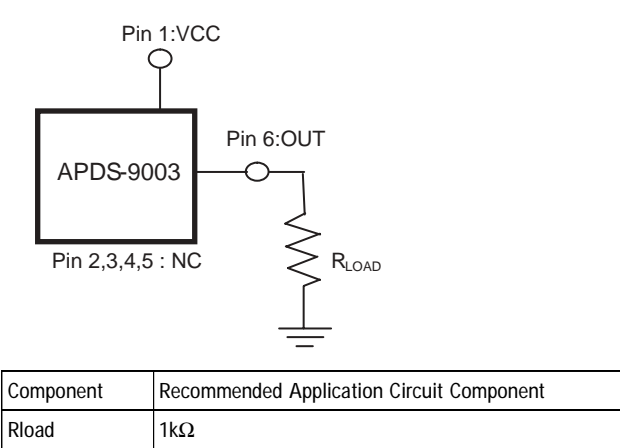 Pin 1:VCC
Pin 6:OUT
APDS-9003
Pin 2,3,4,5 : NC
RLOAD
Component Recommended Application Circuit Component
Rload 1kΩ